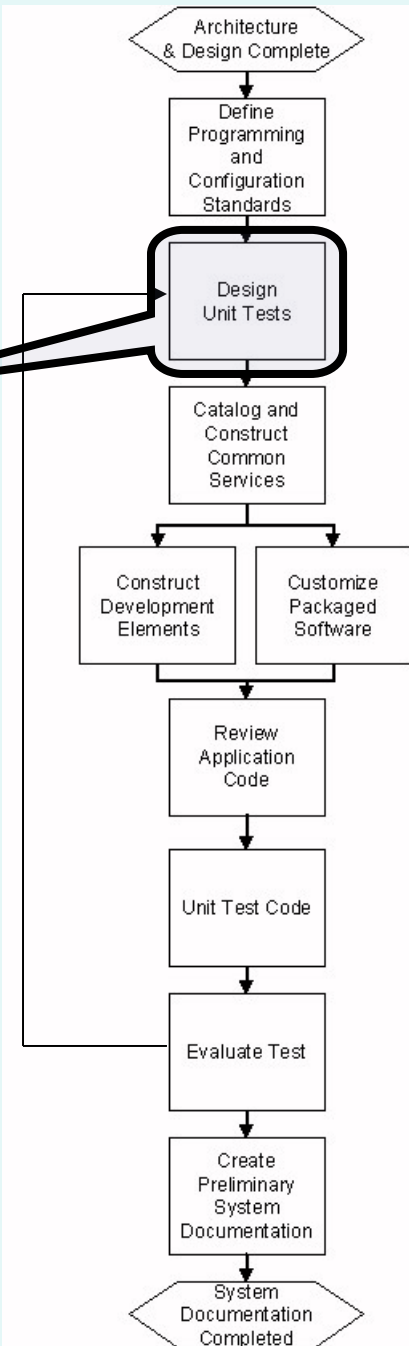 Architecture
& Design Complete
Define
Programming
and
Configuration
Standards
Design
Unit Tests
Catalog and
Construct
Common
Services
Construct
Development
Elements
Customize
Packaged
Software
Review
Application
Code
Unit Test Code
Evaluate Test
Create
Preliminary
System
Documentation
System
Documentation
Completed